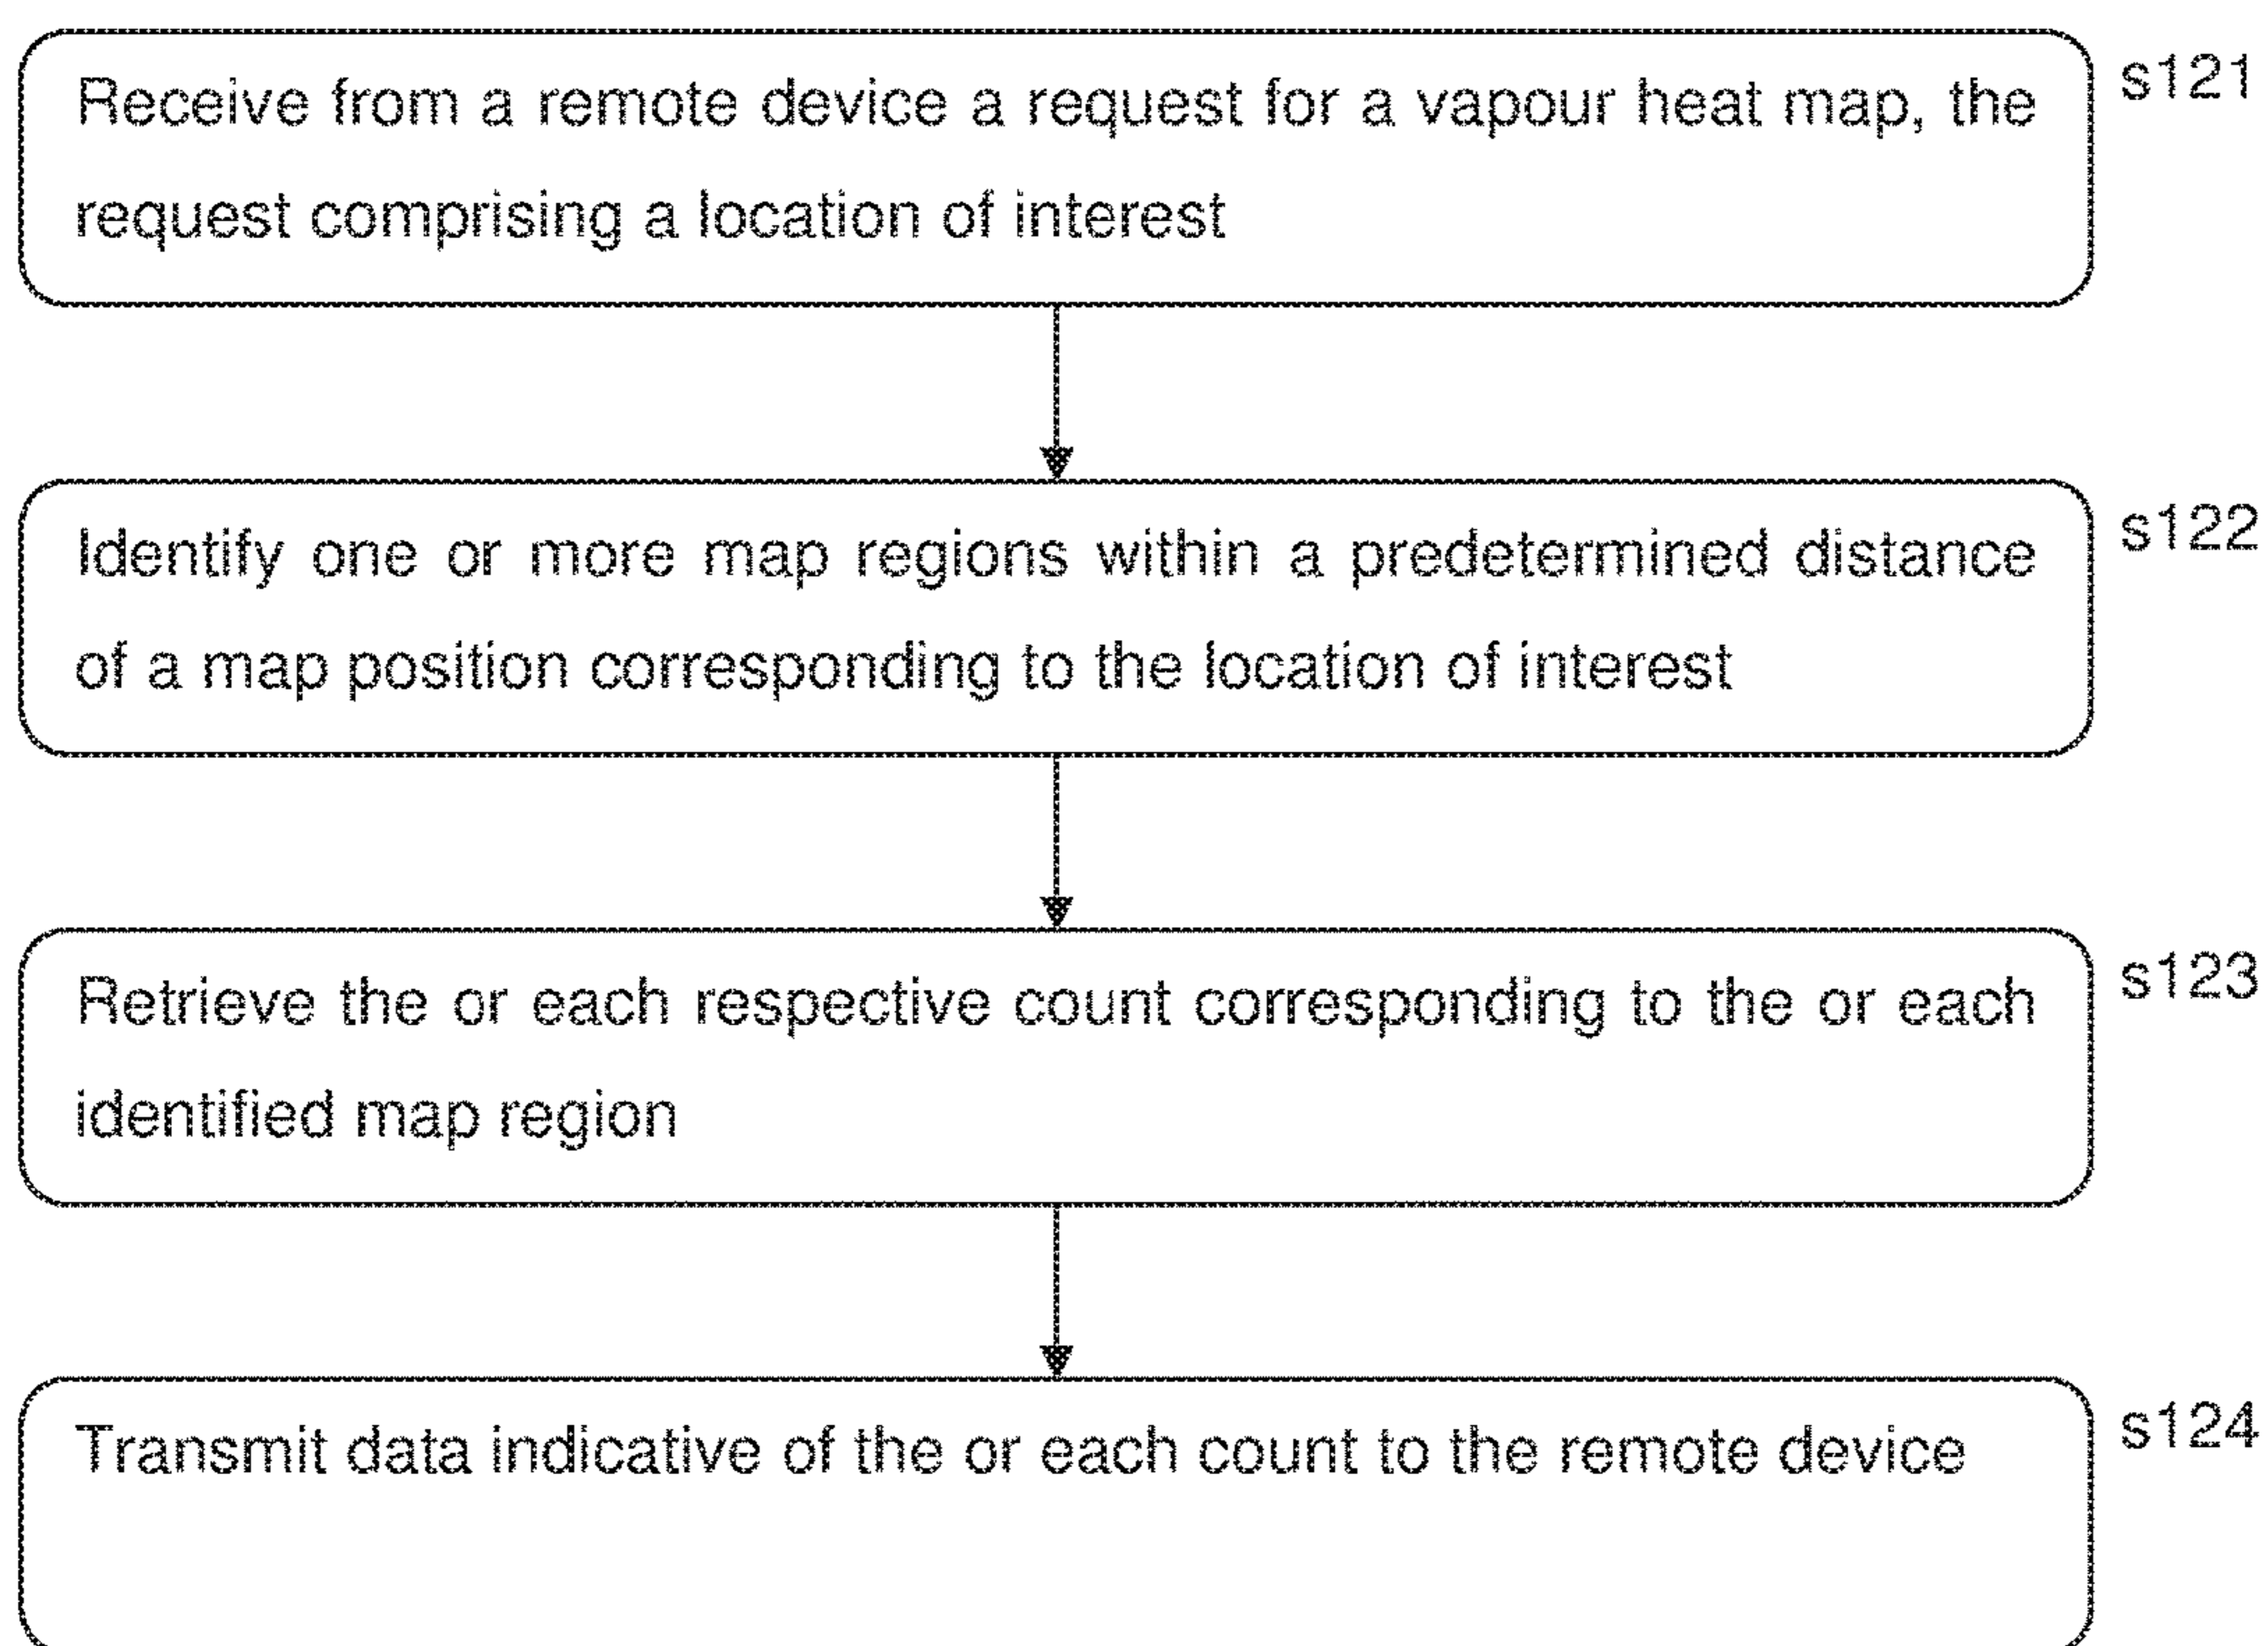 Receive from a remote device a request for a vapour heat map, the
s121
request comprising a location of interest
Identify one or more map regions within a predetermined distance
s122
of a map position corresponding to the location of interest
Retrieve the or each respective count corresponding to the or each
s123
identified map region
Transmit data indicative of the or each count to the remote device
s124